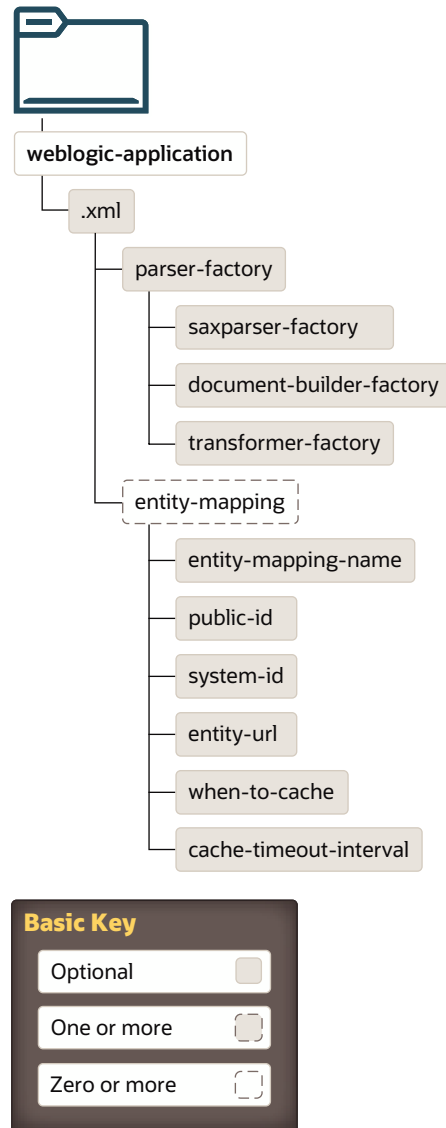 weblogic-application
.xml
parser-factory
saxparser-factory
document-builder-factory
transformer-factory
entity-mapping
entity-mapping-name
public-id
system-id
entity-url
when-to-cache
cache-timeout-interval
Basic Key
Optional
One or more
Zero or more